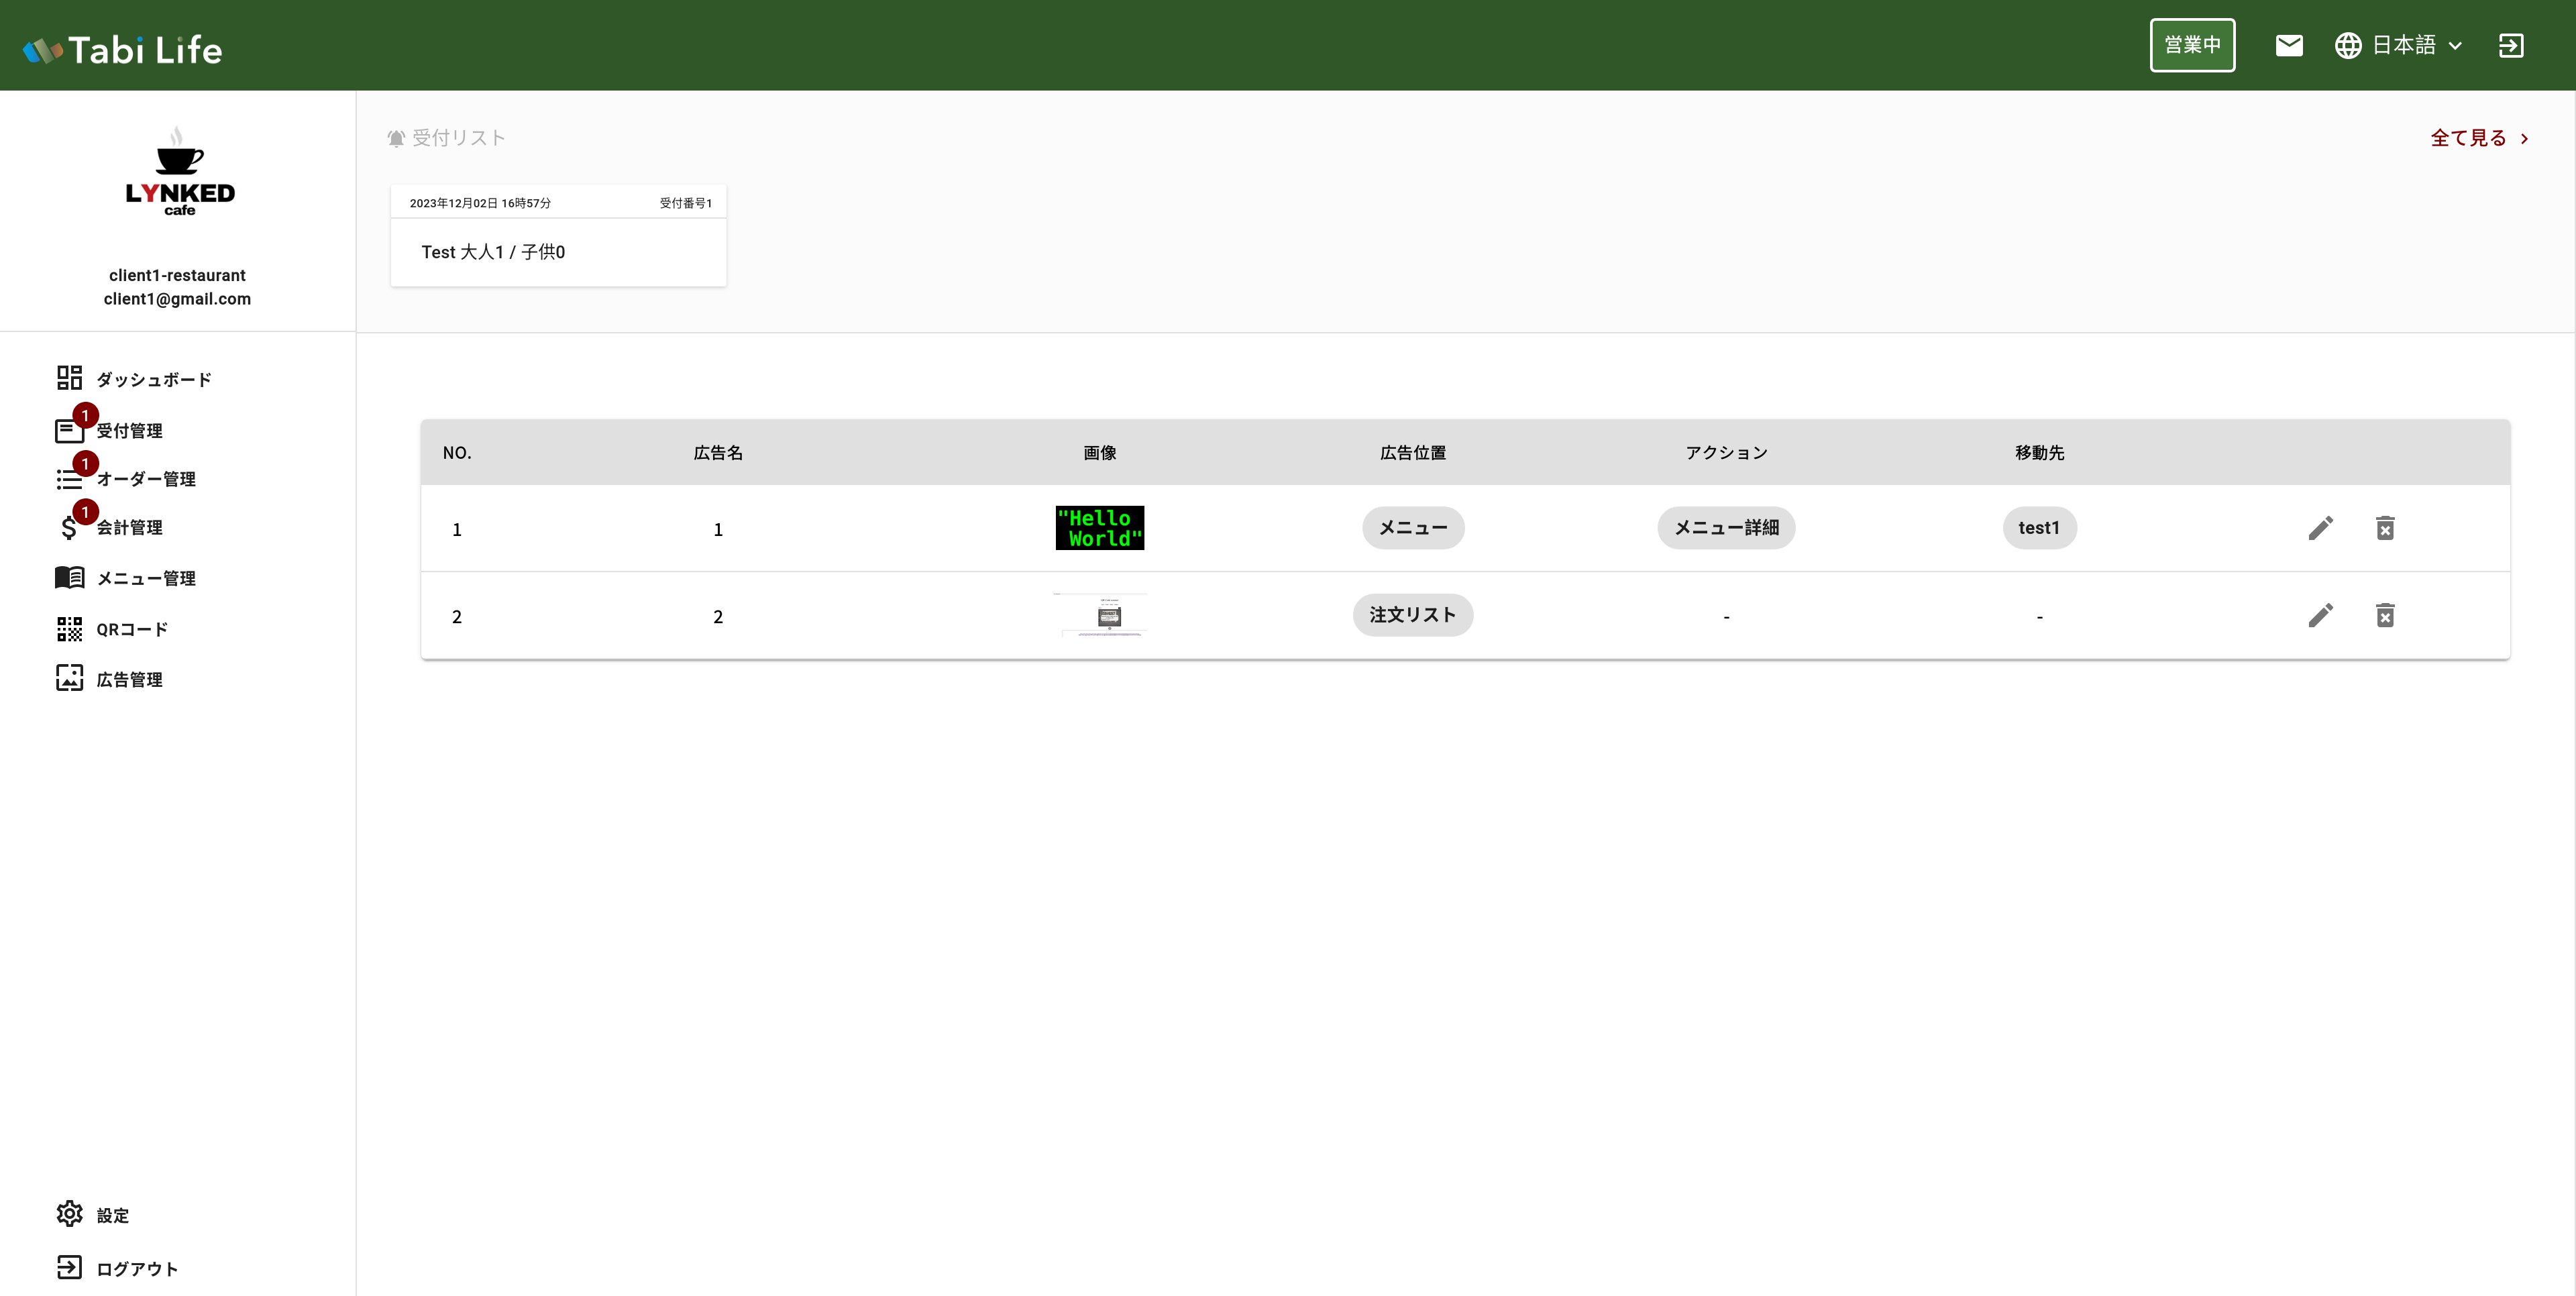 Tabi Life
営業中
日本語
LYNKED
cafe
client1-restaurant
client1@gmail.com
ダッシュボード
1
受付管理
1
オーダー管理
1
会計管理
メニュー管理
QRコード
広告管理
設定
ログアウト
受付リスト
全て見る
2023年12月02日 16時57分 受付番号1
Test 大人1 / 子供0
NO. 広告名 画像 広告位置 アクション 移動先
1 1 "Hello World" メニュー メニュー詳細 test1
2 2 注文リスト - -